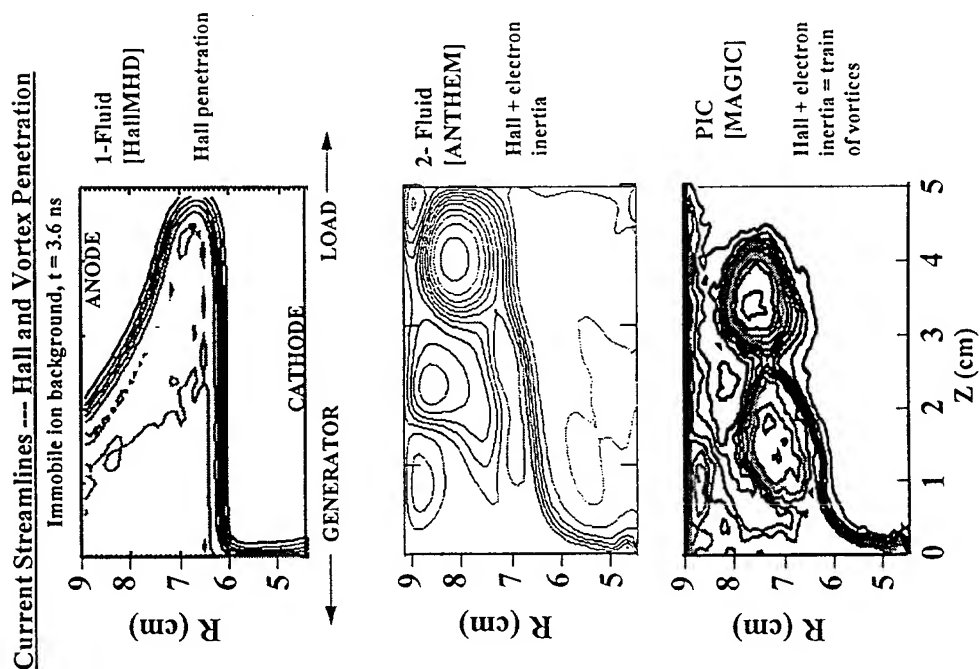 Current Streamlines --- Hall and Vortex Penetration
Immobile ion background, t = 3.6 ns
9
8
7
6
5
R (cm)
ANODE
CATHODE
1-Fluid
[HallMHD]
Hall penetration
GENERATOR
LOAD
9
8
7
6
5
R (cm)
2- Fluid
[ANTHEM]
Hall + electron
inertia
9
8
7
6
5
R (cm)
0
1
2
3
4
5
Z (cm)
PIC
[MAGIC]
Hall + electron
inertia = train
of vortices